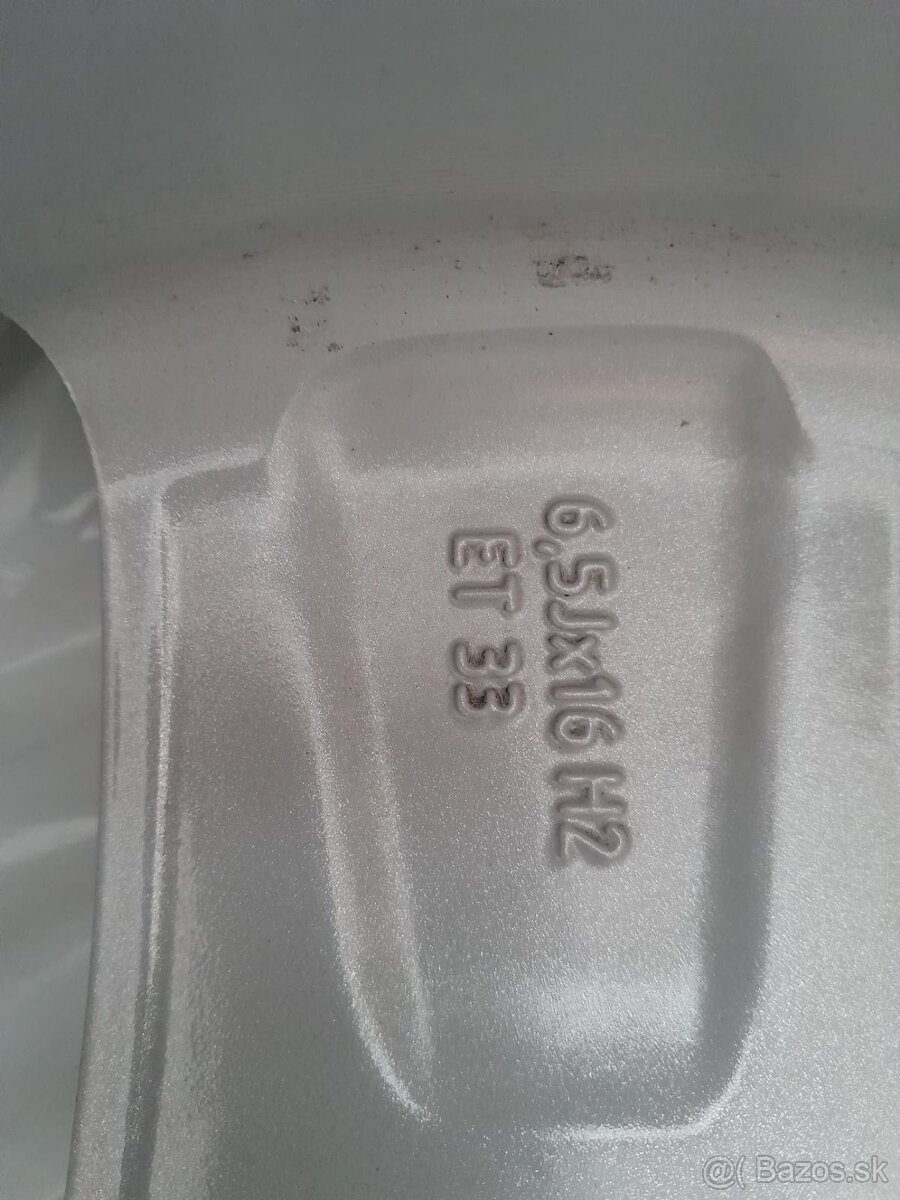 6,5Jx16 H2
ET 33
@( Bazos.sk